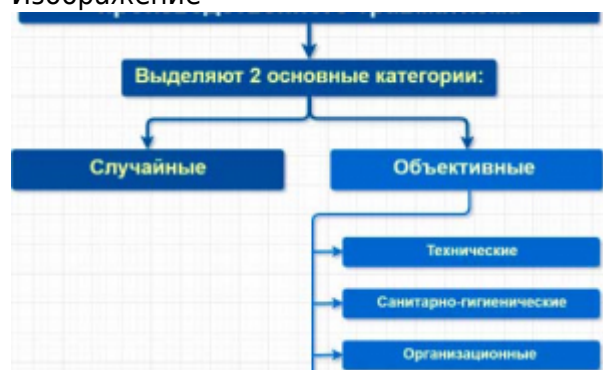 Выделяют 2 основные категории:
Случайные
Объективные
Технические
Санитарно-гигиенические
Организационные